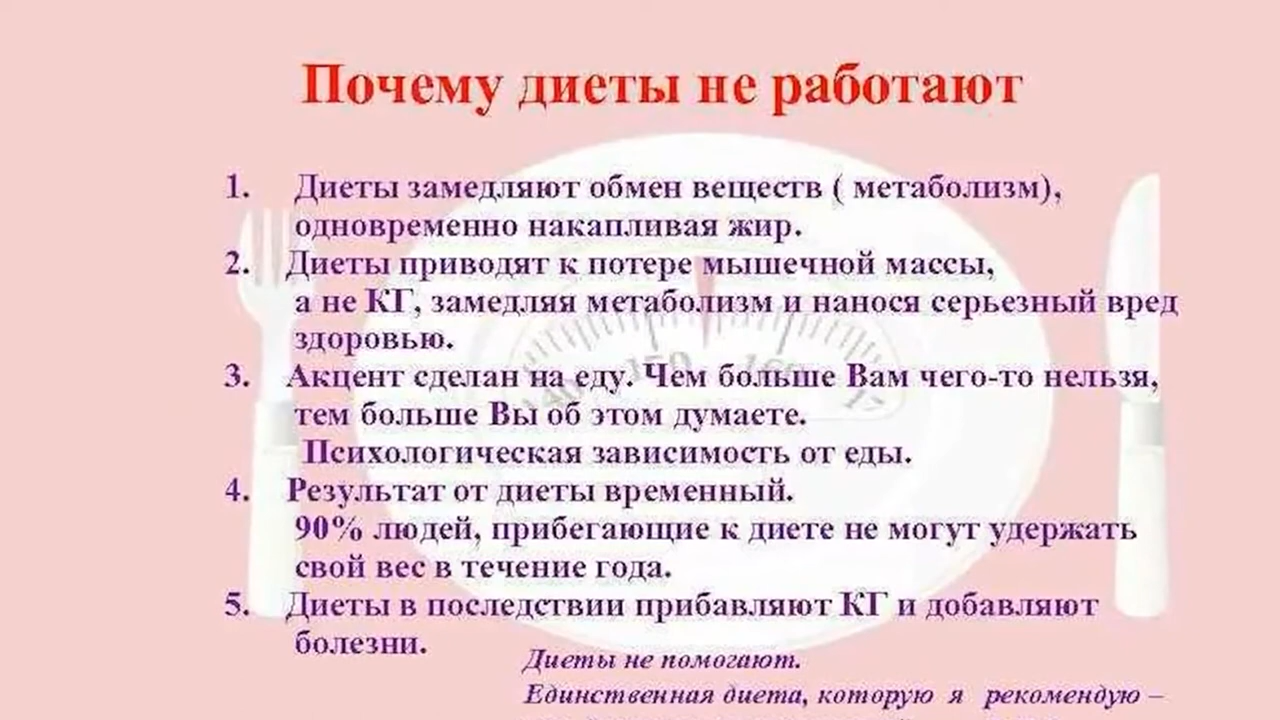 Почему диеты не работают
1. Диеты замедляют обмен веществ ( метаболизм),
одновременно накапливая жир.
2. Диеты приводят к потере мышечной массы,
а не КГ, замедляя метаболизм и нанося серьезный вред
здоровью.
3. Акцент сделан на еду. Чем больше Вам чего-то нельзя,
тем больше Вы об этом думаете.
Психологическая зависимость от еды.
4. Результат от диеты временный.
90% людей, прибегающие к диете не могут удержать
свой вес в течение года.
5. Диеты в последствии прибавляют КГ и добавляют
болезни.
Диеты не помогают.
Единственная диета, которую я рекомендую –
150 160